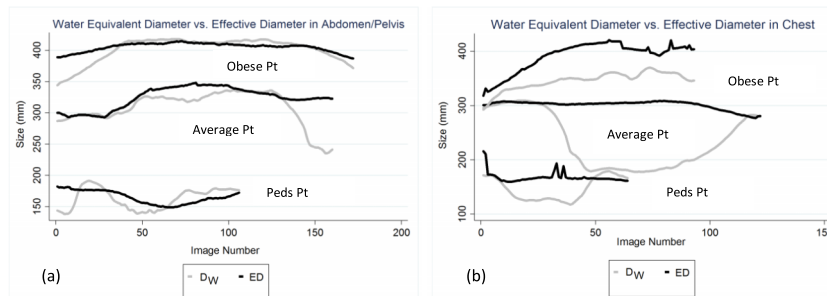 Water Equivalent Diameter vs. Effective Diameter in Abdomen/Pelvis
Size (mm)
400
350
300
250
200
150
Obese Pt
Average Pt
Peds Pt
0 50 100 150 200
Image Number
(a)
DW ED
Water Equivalent Diameter vs. Effective Diameter in Chest
Size (mm)
400
300
200
100
Obese Pt
Average Pt
Peds Pt
0 50 100 150
Image Number
(b)
DW ED